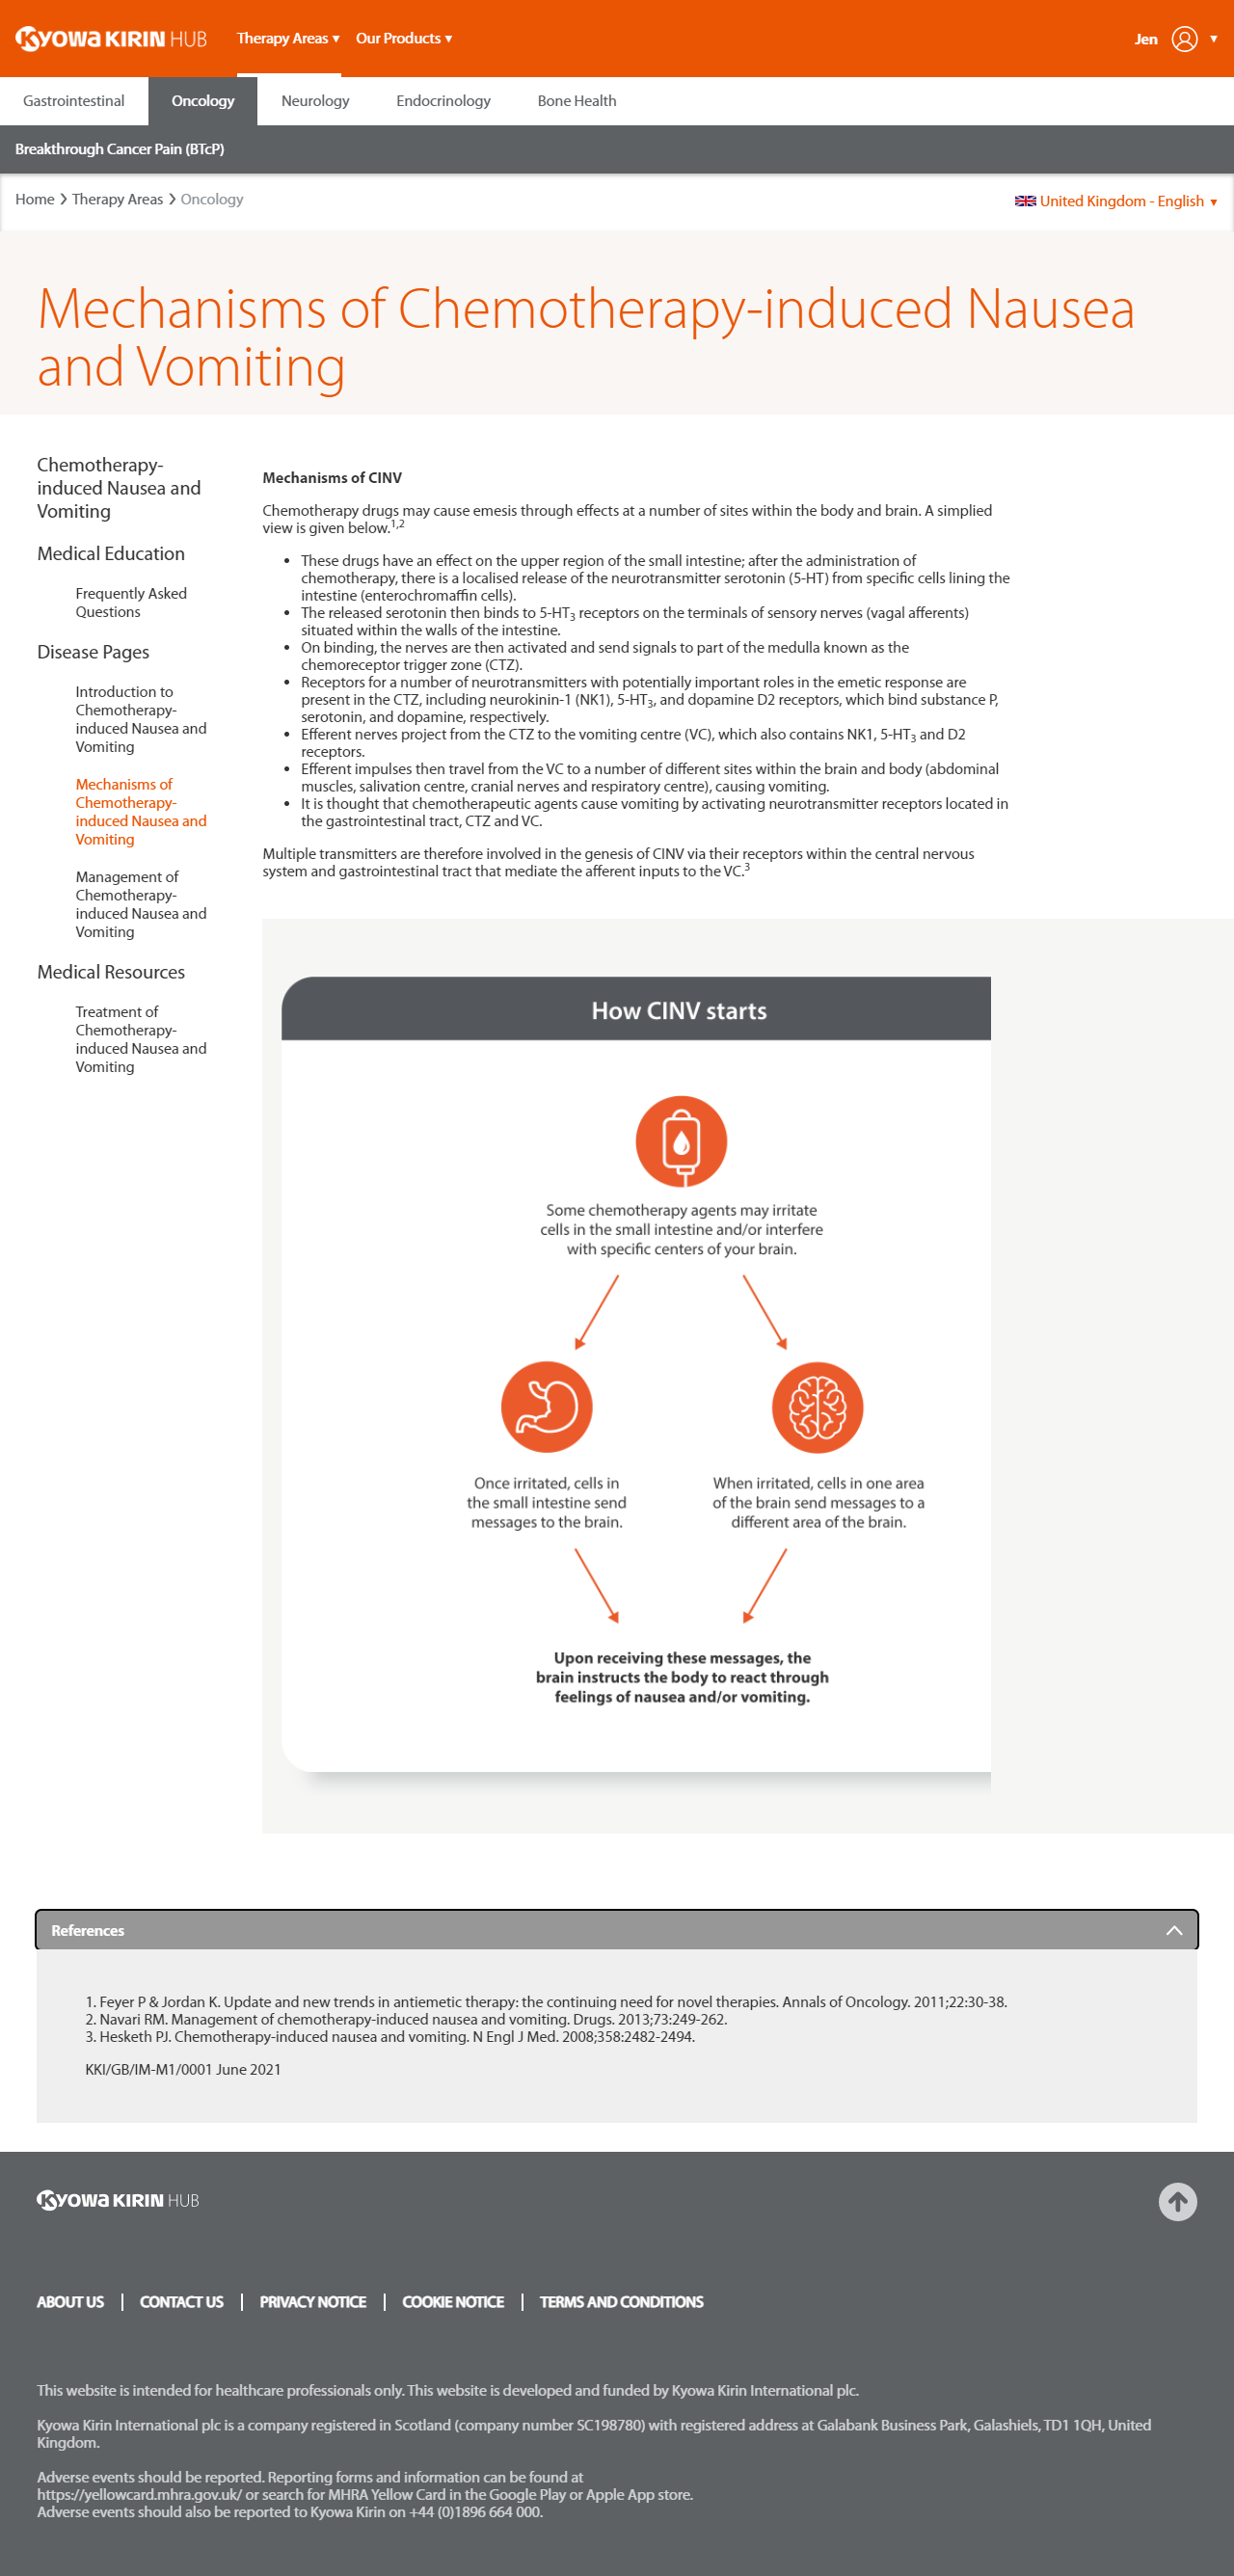 KYOWA KIRIN HUB
Therapy Areas ▼ Our Products ▼
Jen ▼
Gastrointestinal Oncology Neurology Endocrinology Bone Health
Breakthrough Cancer Pain (BTcP)
Home > Therapy Areas > Oncology
United Kingdom - English ▼
Mechanisms of Chemotherapy-induced Nausea
and Vomiting
Chemotherapy-
induced Nausea and
Vomiting
Medical Education
Frequently Asked
Questions
Disease Pages
Introduction to
Chemotherapy-
induced Nausea and
Vomiting
Mechanisms of
Chemotherapy-
induced Nausea and
Vomiting
Management of
Chemotherapy-
induced Nausea and
Vomiting
Medical Resources
Treatment of
Chemotherapy-
induced Nausea and
Vomiting
Mechanisms of CINV
Chemotherapy drugs may cause emesis through effects at a number of sites within the body and brain. A simplied
view is given below.1,2
• These drugs have an effect on the upper region of the small intestine; after the administration of
chemotherapy, there is a localised release of the neurotransmitter serotonin (5-HT) from specific cells lining the
intestine (enterochromaffin cells).
• The released serotonin then binds to 5-HT3 receptors on the terminals of sensory nerves (vagal afferents)
situated within the walls of the intestine.
• On binding, the nerves are then activated and send signals to part of the medulla known as the
chemoreceptor trigger zone (CTZ).
• Receptors for a number of neurotransmitters with potentially important roles in the emetic response are
present in the CTZ, including neurokinin-1 (NK1), 5-HT3, and dopamine D2 receptors, which bind substance P,
serotonin, and dopamine, respectively.
• Efferent nerves project from the CTZ to the vomiting centre (VC), which also contains NK1, 5-HT3 and D2
receptors.
• Efferent impulses then travel from the VC to a number of different sites within the brain and body (abdominal
muscles, salivation centre, cranial nerves and respiratory centre), causing vomiting.
• It is thought that chemotherapeutic agents cause vomiting by activating neurotransmitter receptors located in
the gastrointestinal tract, CTZ and VC.
Multiple transmitters are therefore involved in the genesis of CINV via their receptors within the central nervous
system and gastrointestinal tract that mediate the afferent inputs to the VC.3
How CINV starts
Some chemotherapy agents may irritate
cells in the small intestine and/or interfere
with specific centers of your brain.
Once irritated, cells in
the small intestine send
messages to the brain.
When irritated, cells in one area
of the brain send messages to a
different area of the brain.
Upon receiving these messages, the
brain instructs the body to react through
feelings of nausea and/or vomiting.
References
1. Feyer P & Jordan K. Update and new trends in antiemetic therapy: the continuing need for novel therapies. Annals of Oncology. 2011;22:30-38.
2. Navari RM. Management of chemotherapy-induced nausea and vomiting. Drugs. 2013;73:249-262.
3. Hesketh PJ. Chemotherapy-induced nausea and vomiting. N Engl J Med. 2008;358:2482-2494.
KKI/GB/IM-M1/0001 June 2021
KYOWA KIRIN HUB
ABOUT US | CONTACT US | PRIVACY NOTICE | COOKIE NOTICE | TERMS AND CONDITIONS
This website is intended for healthcare professionals only. This website is developed and funded by Kyowa Kirin International plc.
Kyowa Kirin International plc is a company registered in Scotland (company number SC198780) with registered address at Galabank Business Park, Galashiels, TD1 1QH, United
Kingdom.
Adverse events should be reported. Reporting forms and information can be found at
https://yellowcard.mhra.gov.uk/ or search for MHRA Yellow Card in the Google Play or Apple App store.
Adverse events should also be reported to Kyowa Kirin on +44 (0)1896 664 000.